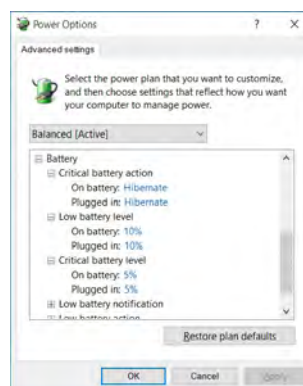 Power Options
?
X
Advanced settings
Select the power plan that you want to customize,
and then choose settings that reflect how you want
your computer to manage power.
Balanced [Active]
Battery
Critical battery action
On battery: Hibernate
Plugged in: Hibernate
Low battery level
On battery: 10%
Plugged in: 10%
Critical battery level
On battery: 5%
Plugged in: 5%
Low battery notification
Low battery action
Restore plan defaults
OK
Cancel
Apply